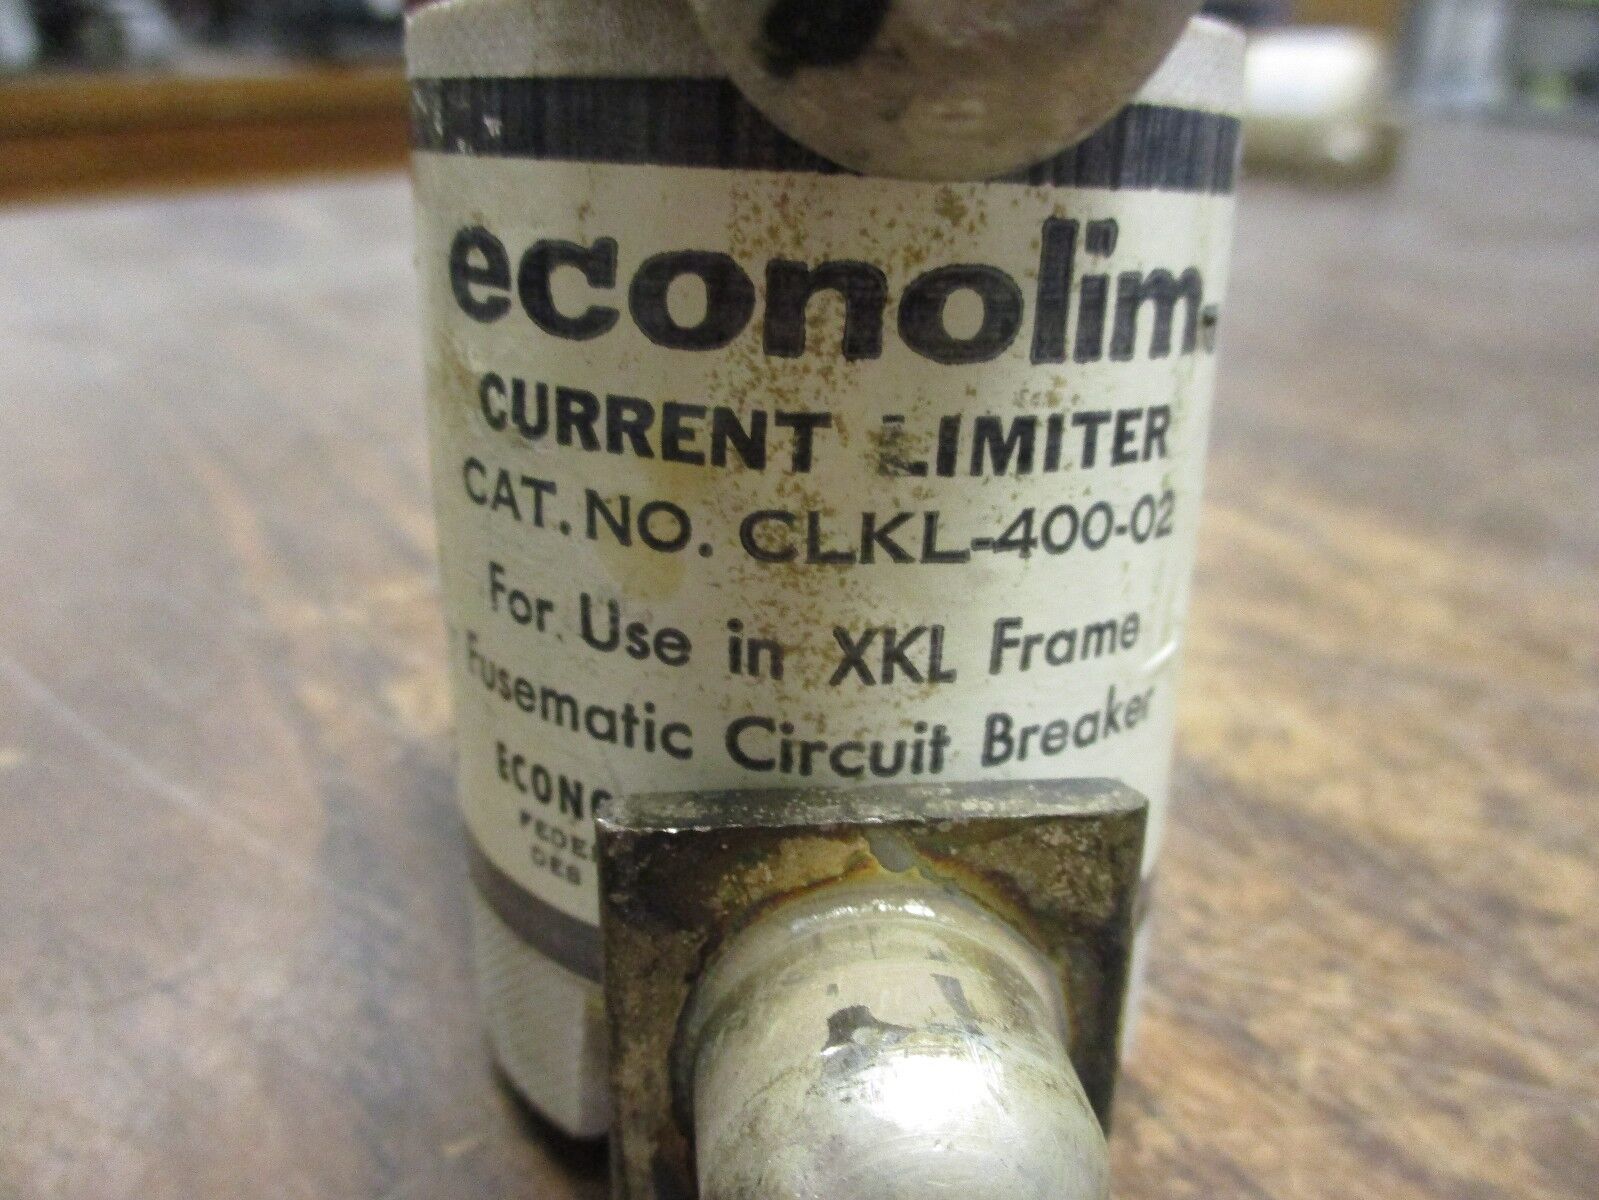 econolim
CURRENT LIMITER
CAT. NO. CLKL-400-02
For Use in XKL Frame
Fusematic Circuit Breaker